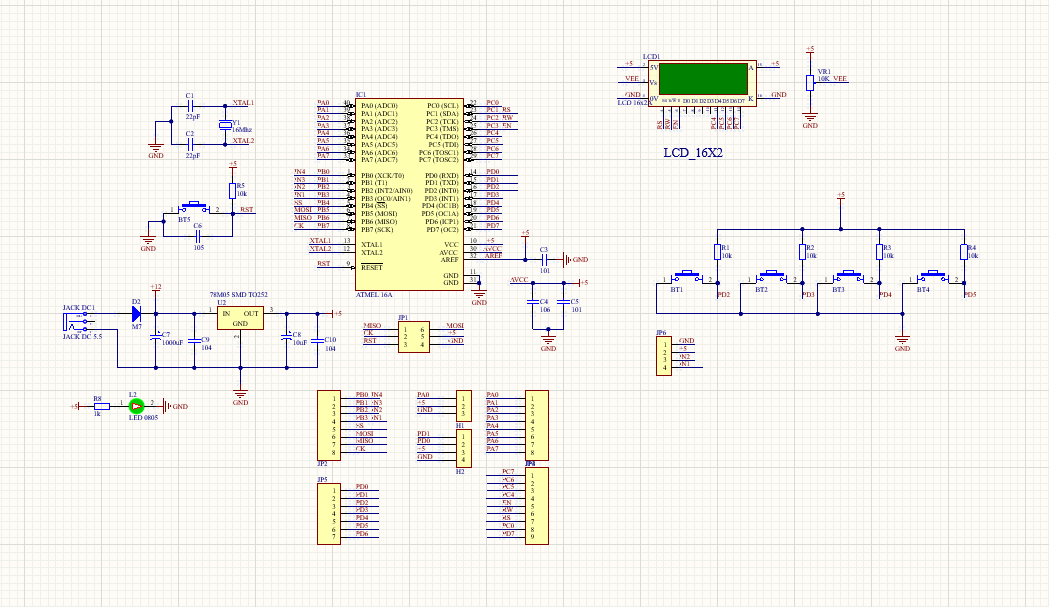 C1
22pF
XTAL1
Y1
16Mhz
C2
22pF
XTAL2
GND
+5
R5
10k
RST
BT5
1
2
C6
105
GND
IC1
PA0 PA0 (ADC0) PC0 (SCL) PC0
PA1 PA1 (ADC1) PC1 (SDA) PC1 RS
PA2 PA2 (ADC2) PC2 (TCK) PC2 RW
PA3 PA3 (ADC3) PC3 (TMS) PC3 EN
PA4 PA4 (ADC4) PC4 (TDO) PC4
PA5 PA5 (ADC5) PC5 (TDI) PC5
PA6 PA6 (ADC6) PC6 (TOSC1) PC6
PA7 PA7 (ADC7) PC7 (TOSC2) PC7
PB0 PB0 (XCK/T0) PD0 (RXD) PD0
PB1 PB1 (T1) PD1 (TXD) PD1
PB2 PB2 (INT2/AIN0) PD2 (INT0) PD2
PB3 PB3 (OC0/AIN1) PD3 (INT1) PD3
PB4 PB4 (SS) PD4 (OC1B) PD4
MOSI PB5 PB5 (MOSI) PD5 (OC1A) PD5
MISO PB6 PB6 (MISO) PD6 (ICP1) PD6
CK PB7 PB7 (SCK) PD7 (OC2) PD7
XTAL1 13 XTAL1 VCC 10 +5
XTAL2 12 XTAL2 AVCC 30 AVCC
AREF 32 AREF
RST 9 RESET GND 11
GND 31
ATMEL 16A
GND
+5
C3
101
GND
AVCC
+5
C4
106
C5
101
GND
LCD1
+5 5V A +5
VEE Vs
GND 0V K GND
LCD 16x2
D0 D1 D2 D3 D4 D5 D6 D7
RS
RW
EN
PC4
PC5
PC6
PC7
LCD_16X2
+5
VR1
10K VEE
GND
+5
R1
10k
R2
10k
R3
10k
R4
10k
1 2
BT1
PD2
1 2
BT2
PD3
1 2
BT3
PD4
1 2
BT4
PD5
GND
JACK DC1
JACK DC 5.5
D2
M7
+12
C7
1000uF
C9
104
78M05 SMD TO252
U2
1 IN OUT 3
GND
2
C8
10uF
C10
104
+5
GND
JP1
MISO 1 6 MOSI
CK 2 5 +5
RST 3 4 GND
JP6
1 GND
2 +5
3 N2
4 N1
+5
R8
1k
1
L2
2
LED 0805
GND
1 PB0 N4
2 PB1 N3
3 PB2 N2
4 PB3 N1
5 SS
6 MOSI
7 MISO
8 CK
JP2
PA0 1
+5 2
GND 3
H1
PD1 1
PD0 2
+5 3
GND 4
H2
PA0 1
PA1 2
PA2 3
PA3 4
PA4 5
PA5 6
PA6 7
PA7 8
JP5
1 PD0
2 PD1
3 PD2
4 PD3
5 PD4
6 PD5
7 PD6
PC7 1
PC6 2
PC5 3
PC4 4
EN 5
RW 6
RS 7
PC0 8
PD7 9